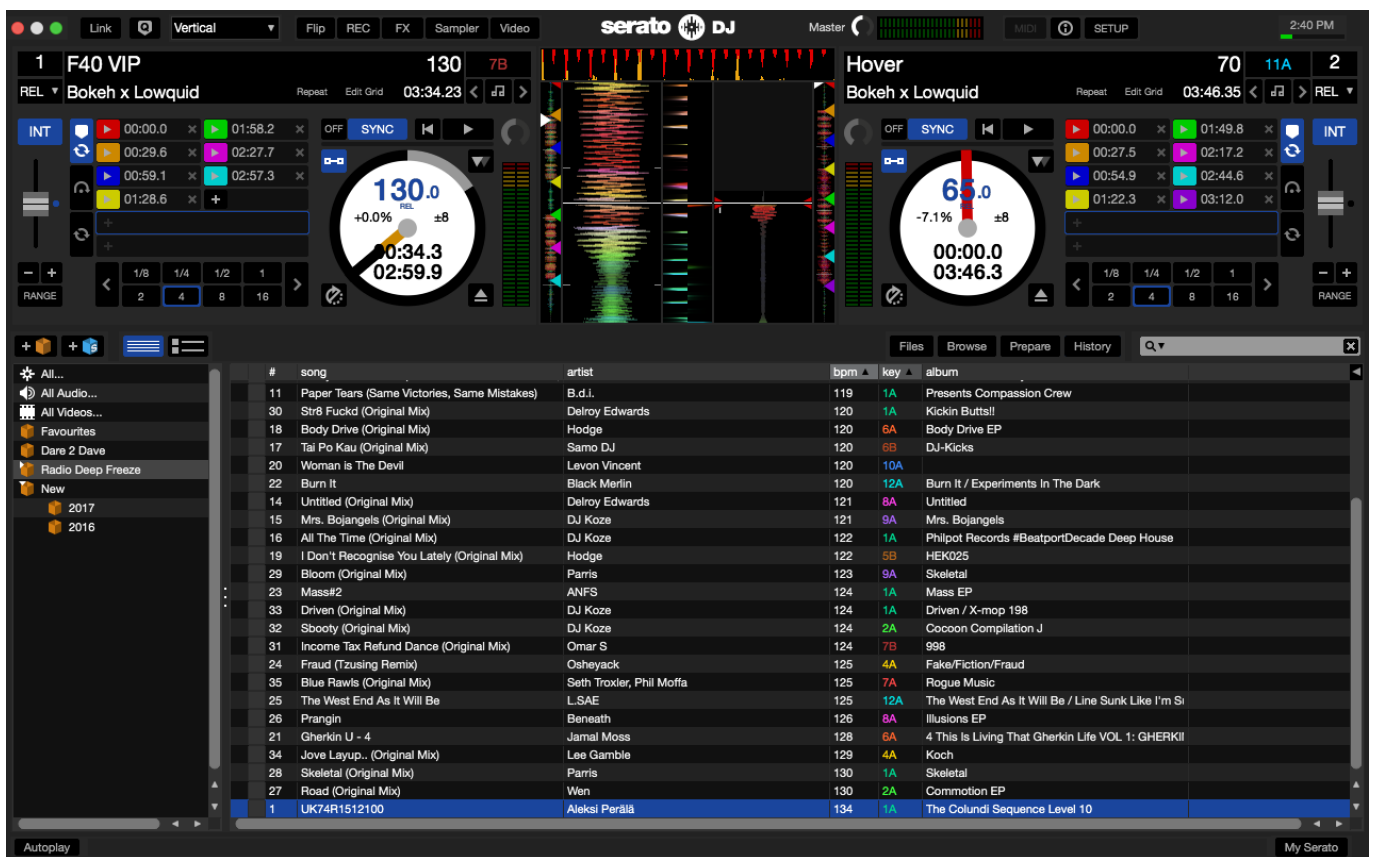 Link Vertical Flip REC FX Sampler Video serato DJ Master MIDI SETUP 2:40 PM
1 F40 VIP 130 7B
REL Bokeh x Lowquid Repeat Edit Grid 03:34.23
INT 00:00.0 01:58.2 OFF SYNC
00:29.6 02:27.7
00:59.1 02:57.3
01:28.6
130.0
REL
+0.0% ±8
00:34.3
02:59.9
1/8 1/4 1/2 1
RANGE 2 4 8 16
Hover 70 11A 2
Bokeh x Lowquid Repeat Edit Grid 03:46.35 REL
OFF SYNC 00:00.0 01:49.8 INT
00:27.5 02:17.2
00:54.9 02:44.6
01:22.3 03:12.0
65.0
-7.1% ±8
00:00.0
03:46.3
1/8 1/4 1/2 1
2 4 8 16 RANGE
Files Browse Prepare History
All...
All Audio...
All Videos...
Favourites
Dare 2 Dave
Radio Deep Freeze
New
2017
2016
# song artist bpm key album
11 Paper Tears (Same Victories, Same Mistakes) B.d.i. 119 1A Presents Compassion Crew
30 Str8 Fuckd (Original Mix) Delroy Edwards 120 1A Kickin Butts!!
18 Body Drive (Original Mix) Hodge 120 6A Body Drive EP
17 Tai Po Kau (Original Mix) Samo DJ 120 6B DJ-Kicks
20 Woman is The Devil Levon Vincent 120 10A
22 Burn It Black Merlin 120 12A Burn It / Experiments In The Dark
14 Untitled (Original Mix) Delroy Edwards 121 8A Untitled
15 Mrs. Bojangels (Original Mix) DJ Koze 121 9A Mrs. Bojangels
16 All The Time (Original Mix) DJ Koze 122 1A Philpot Records #BeatportDecade Deep House
19 I Don't Recognise You Lately (Original Mix) Hodge 122 5B HEK025
29 Bloom (Original Mix) Parris 123 9A Skeletal
23 Mass#2 ANFS 124 1A Mass EP
33 Driven (Original Mix) DJ Koze 124 1A Driven / X-mop 198
32 Sbooty (Original Mix) DJ Koze 124 2A Cocoon Compilation J
31 Income Tax Refund Dance (Original Mix) Omar S 124 7B 998
24 Fraud (Tzusing Remix) Osheyack 125 4A Fake/Fiction/Fraud
35 Blue Rawls (Original Mix) Seth Troxler, Phil Moffa 125 7A Rogue Music
25 The West End As It Will Be L.SAE 125 12A The West End As It Will Be / Line Sunk Like I'm
26 Prangin Beneath 126 8A Illusions EP
21 Gherkin U - 4 Jamal Moss 128 6A 4 This Is Living That Gherkin Life VOL 1:
34 Jove Layup.. (Original Mix) Lee Gamble 129 4A Koch
28 Skeletal (Original Mix) Parris 130 1A Skeletal
27 Road (Original Mix) Wen 130 2A Commotion EP
1 UK74R1512100 Aleksi Perälä 134 1A The Colundi Sequence Level 10
Autoplay My Serato